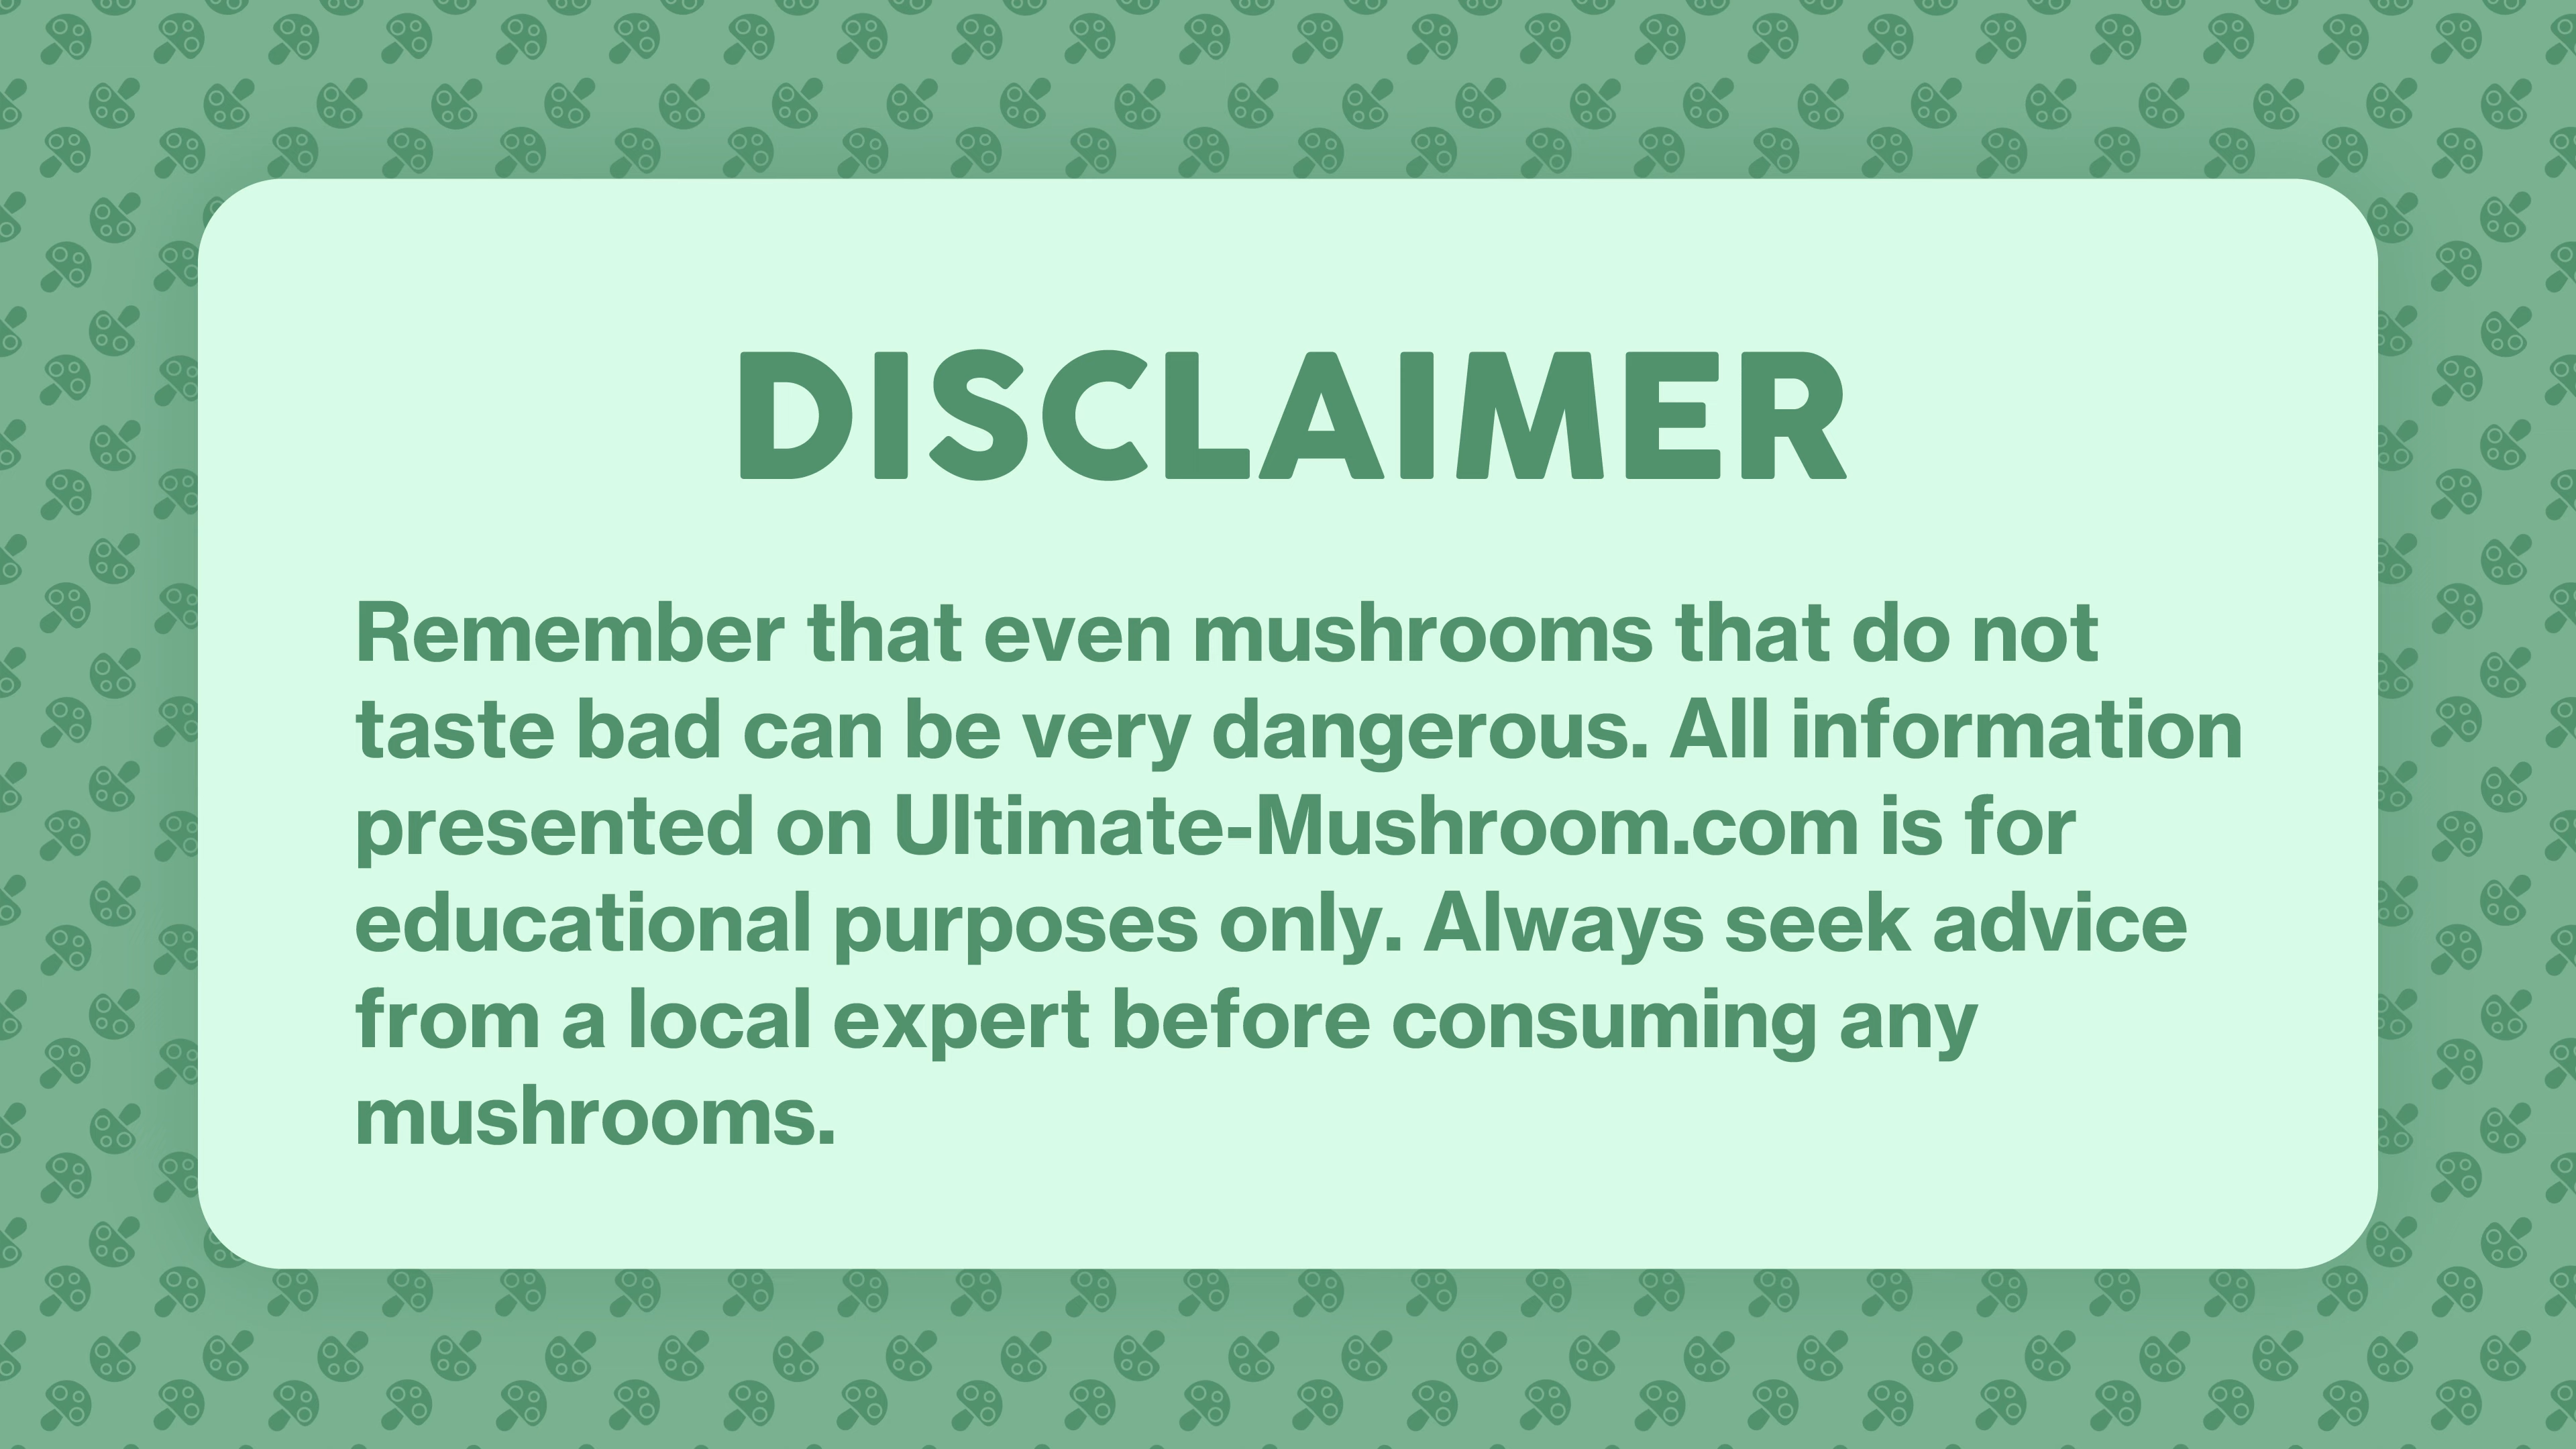 DISCLAIMER
Remember that even mushrooms that do not
taste bad can be very dangerous. All information
presented on Ultimate-Mushroom.com is for
educational purposes only. Always seek advice
from a local expert before consuming any
mushrooms.